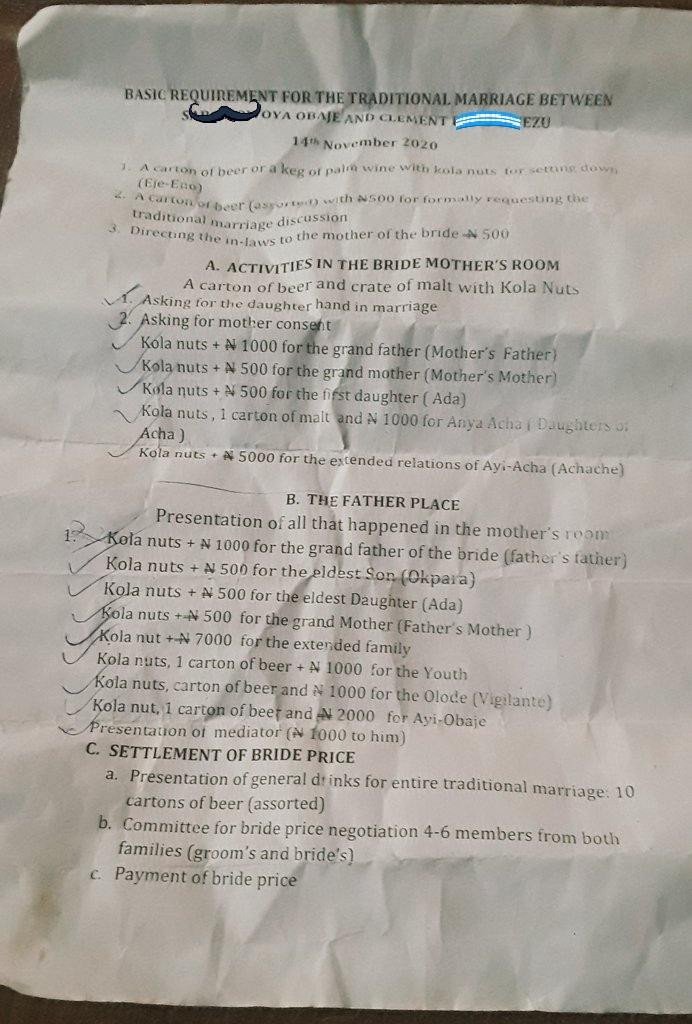 BASIC REQUIREMENT FOR THE TRADITIONAL MARRIAGE BETWEEN
OYA OBAJE AND CLEMENT EZU
14th November 2020
1. A carton of beer or a keg of palm wine with kola nuts for setting down
(Eje-Eno)
2. A carton of beer (assorted) with ₦500 for formally requesting the
traditional marriage discussion
3. Directing the in-laws to the mother of the bride ₦ 500
A. ACTIVITIES IN THE BRIDE MOTHER'S ROOM
A carton of beer and crate of malt with Kola Nuts
1. Asking for the daughter hand in marriage
2. Asking for mother consent
Kola nuts + ₦ 1000 for the grand father (Mother's Father)
Kola nuts + ₦ 500 for the grand mother (Mother's Mother)
Kola nuts + ₦ 500 for the first daughter ( Ada)
Kola nuts , 1 carton of malt and ₦ 1000 for Anya Acha ( Daughters of
Acha )
Kola nuts + ₦ 5000 for the extended relations of Ayi-Acha (Achache)
B. THE FATHER PLACE
Presentation of all that happened in the mother's room
1. Kola nuts + ₦ 1000 for the grand father of the bride (father's father)
Kola nuts + ₦ 500 for the eldest Son (Okpara)
Kola nuts + ₦ 500 for the eldest Daughter (Ada)
Kola nuts + ₦ 500 for the grand Mother (Father's Mother )
Kola nut + ₦ 7000 for the extended family
Kola nuts, 1 carton of beer + ₦ 1000 for the Youth
Kola nuts, carton of beer and ₦ 1000 for the Olode (Vigilante)
Kola nut, 1 carton of beer and ₦ 2000 for Ayi-Obaje
Presentation of mediator (₦ 1000 to him)
C. SETTLEMENT OF BRIDE PRICE
a. Presentation of general drinks for entire traditional marriage: 10
cartons of beer (assorted)
b. Committee for bride price negotiation 4-6 members from both
families (groom's and bride's)
c. Payment of bride price